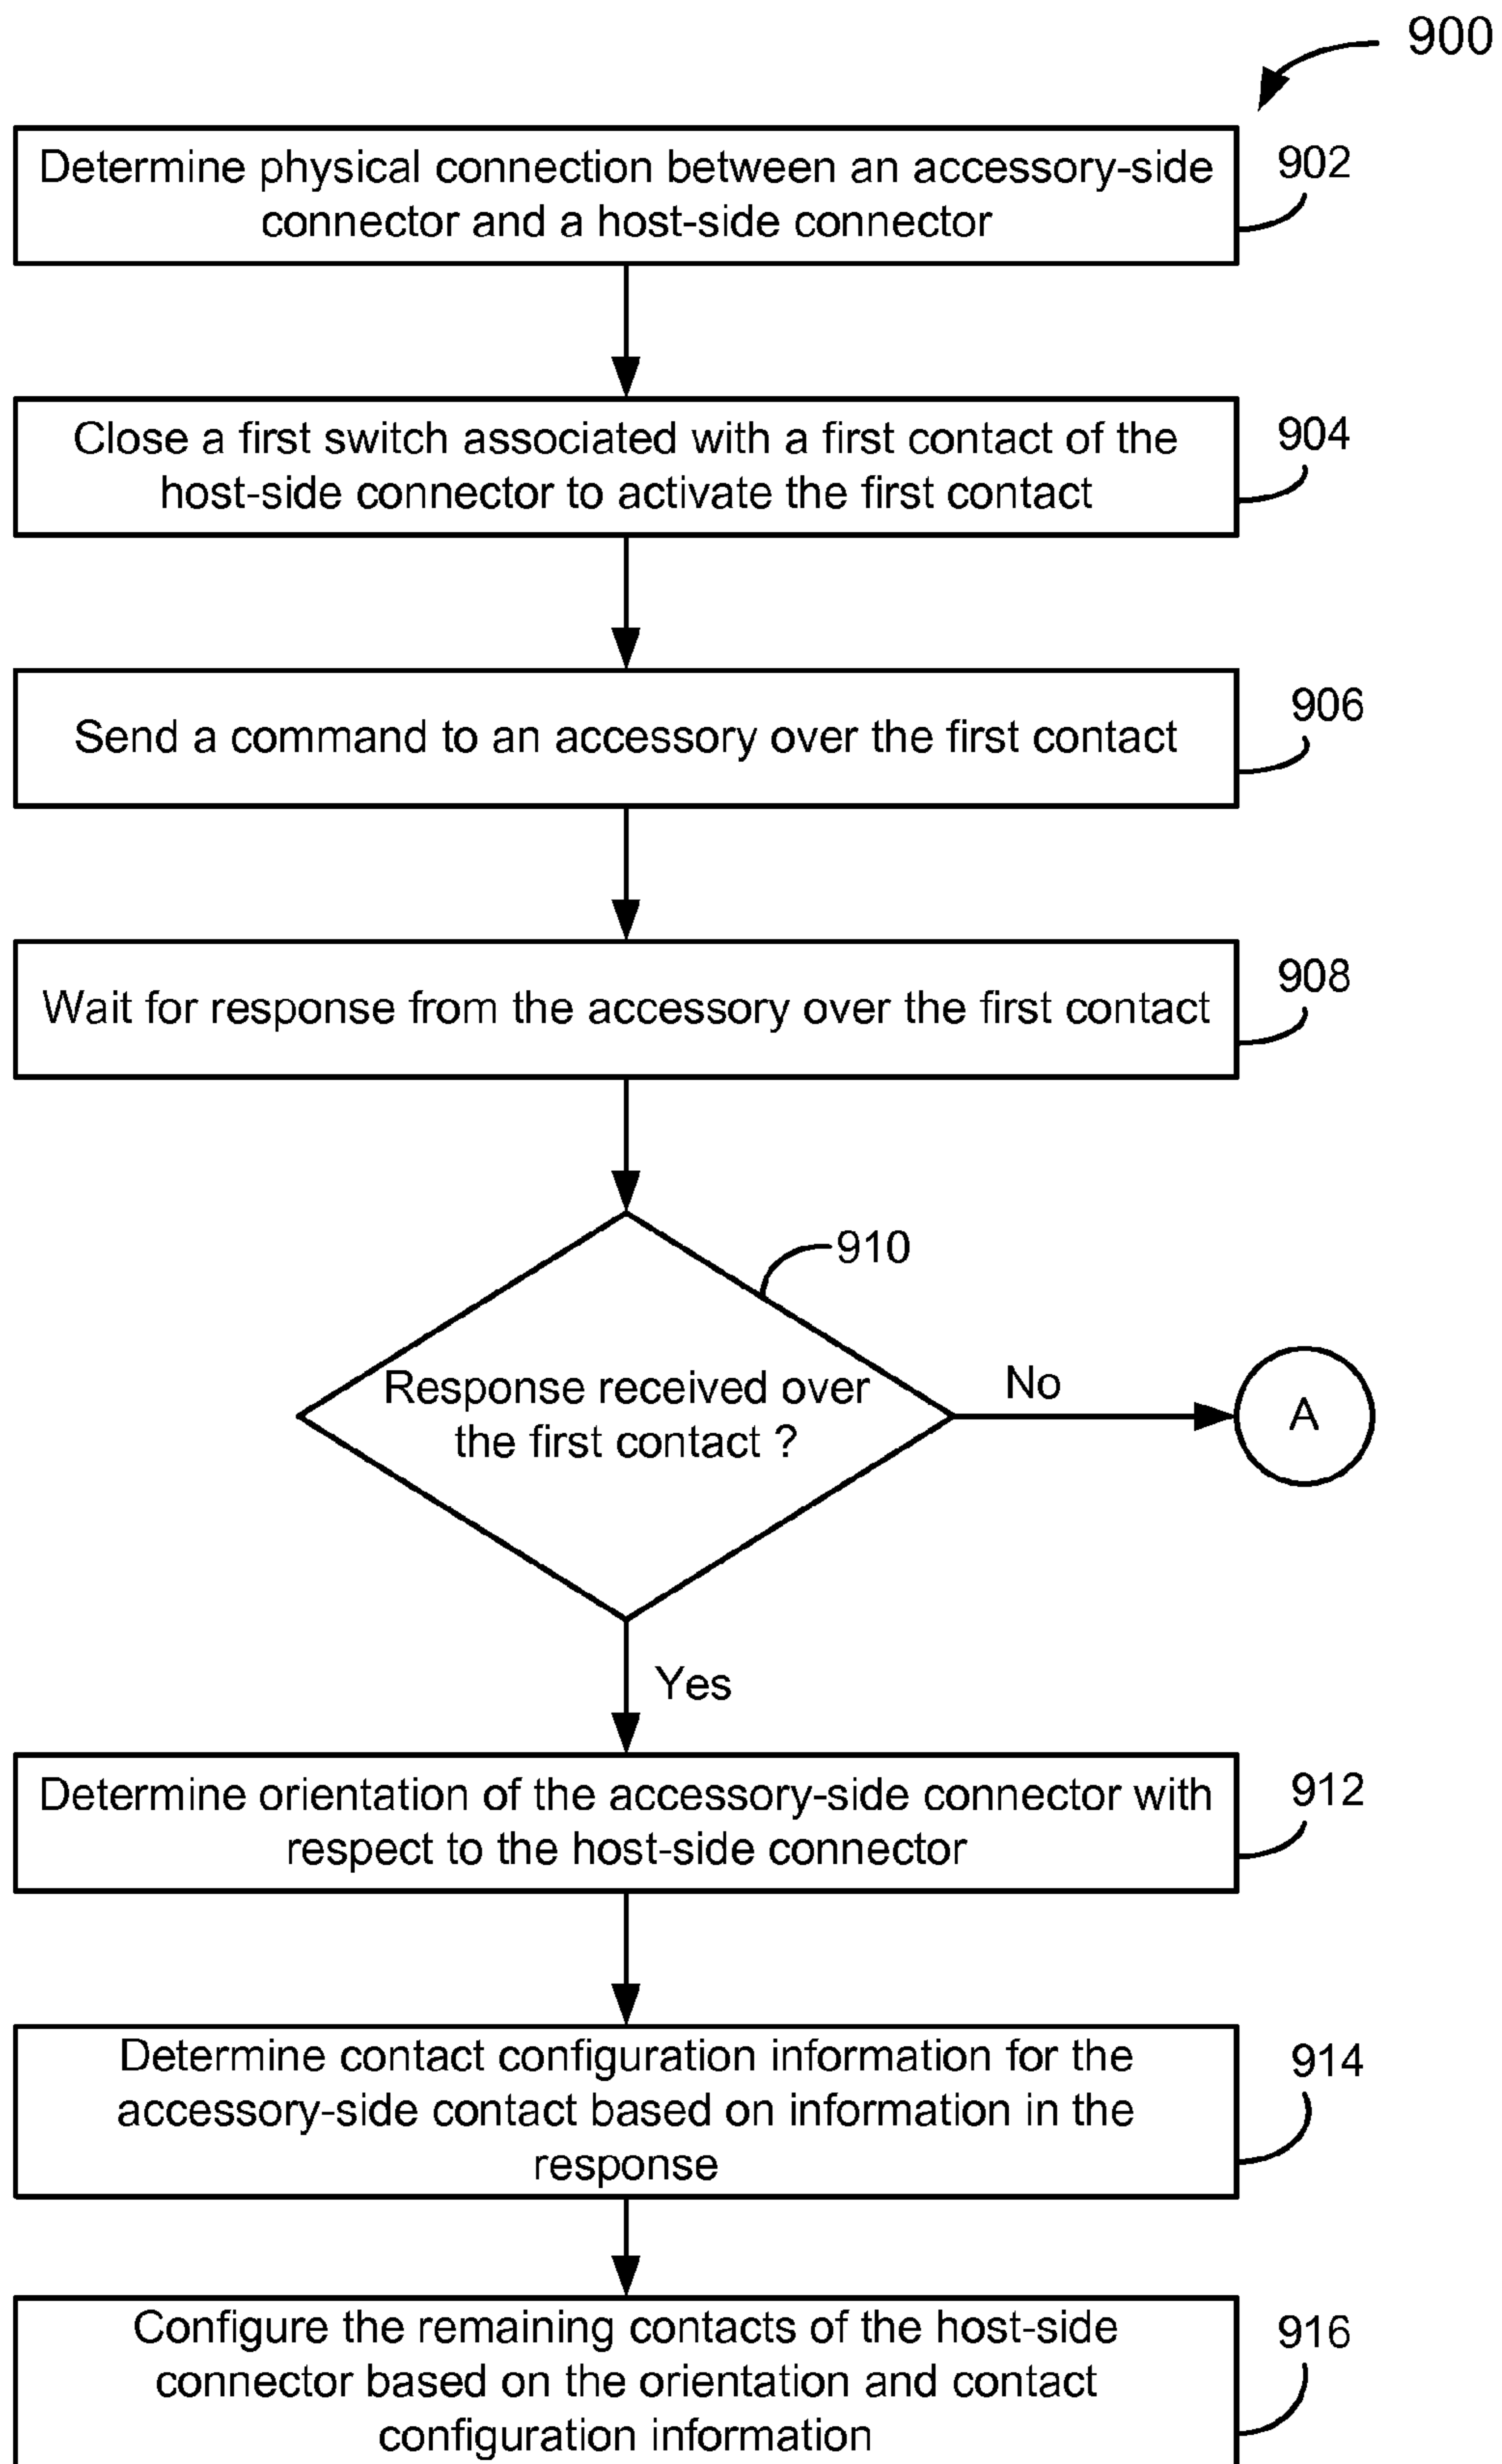 900
Determine physical connection between an accessory-side
connector and a host-side connector
902
Close a first switch associated with a first contact of the
host-side connector to activate the first contact
904
Send a command to an accessory over the first contact
906
Wait for response from the accessory over the first contact
908
910
Response received over
the first contact ?
No
A
Yes
Determine orientation of the accessory-side connector with
respect to the host-side connector
912
Determine contact configuration information for the
accessory-side contact based on information in the
response
914
Configure the remaining contacts of the host-side
connector based on the orientation and contact
configuration information
916